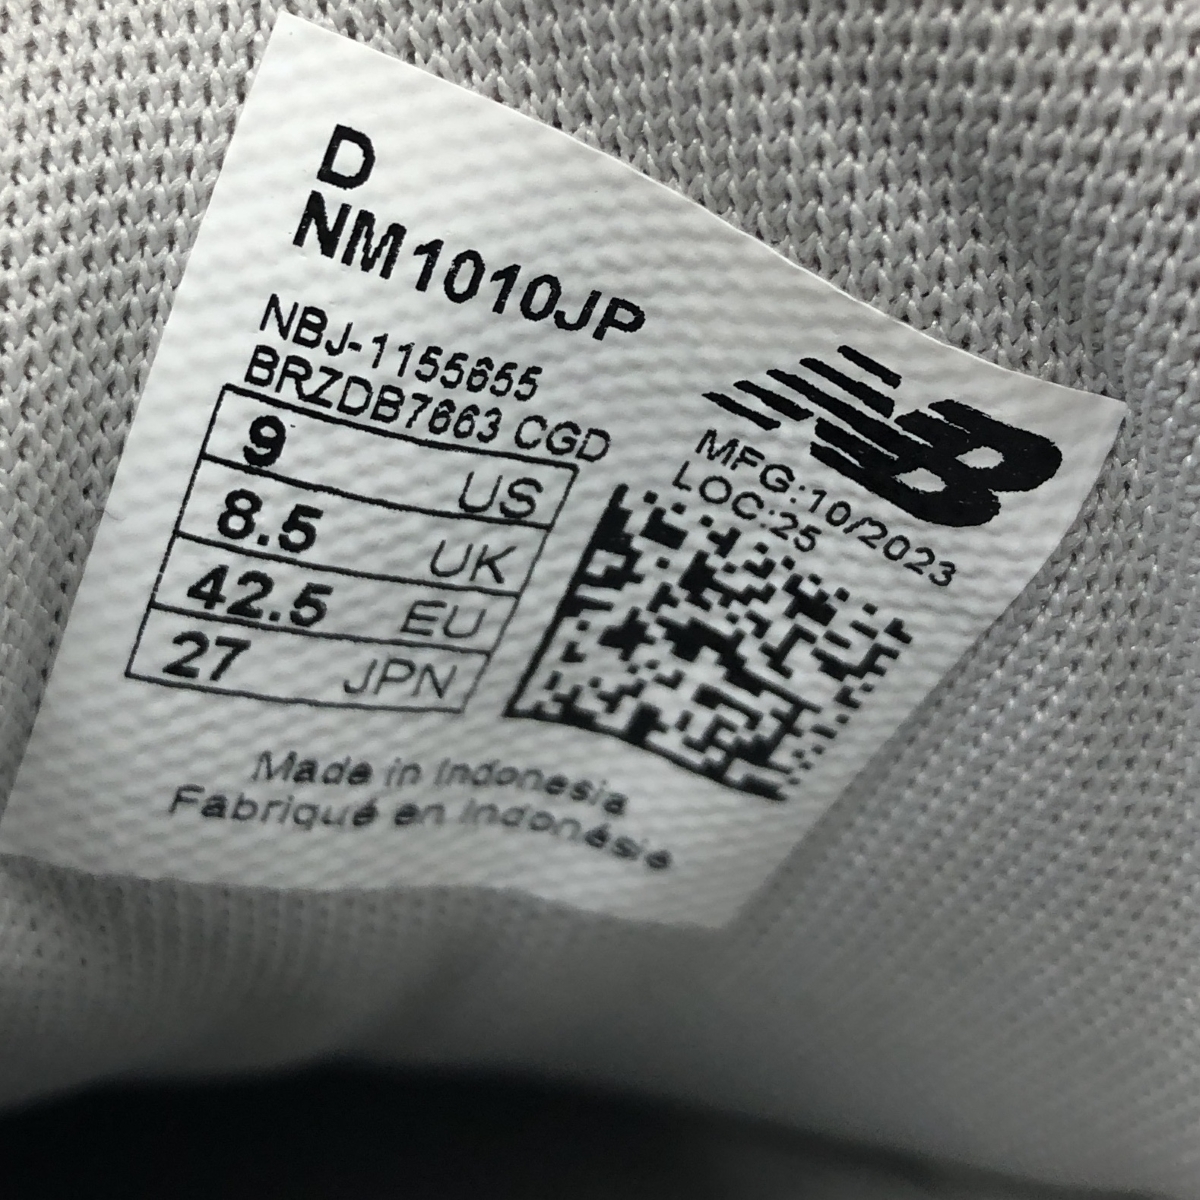 D
NM1010JP
NBJ-1155655
BRZDB7663 CGD
9 US
8.5 UK
42.5 EU
27 JPN
NB
MFG:10/2023
LOC:25
Made in Indonesia
Fabriqué en Indonésie